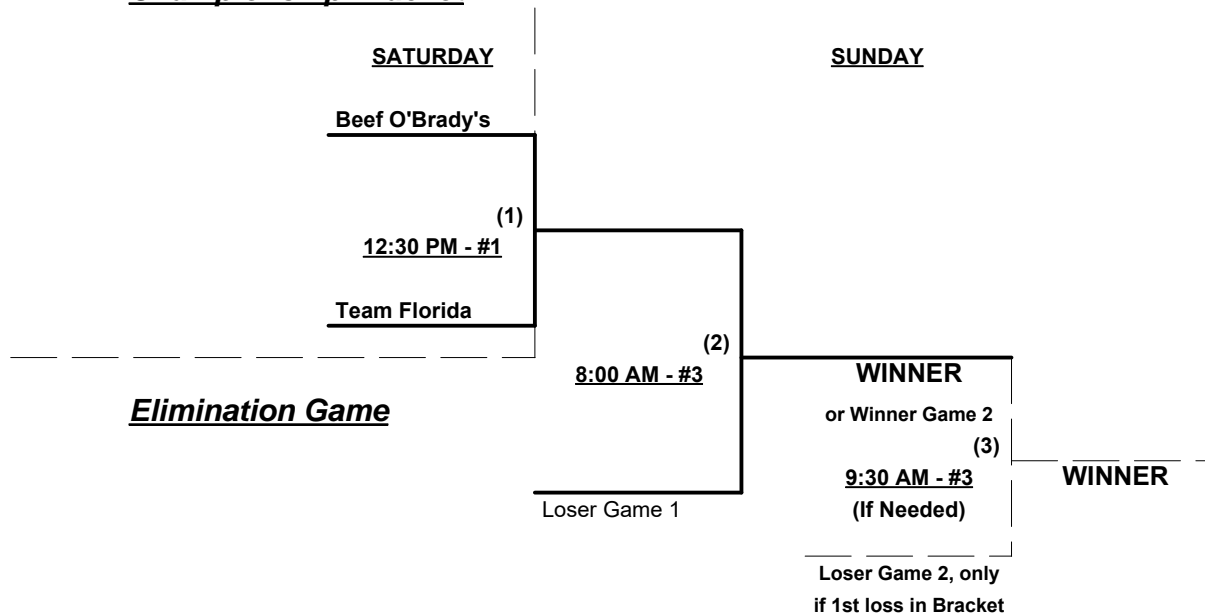 SATURDAY
SUNDAY
Beef O'Brady's
(1)
12:30 PM - #1
Team Florida
(2)
8:00 AM - #3
WINNER
Elimination Game
or Winner Game 2
(3)
9:30 AM - #3
WINNER
Loser Game 1
(If Needed)
Loser Game 2, only
if 1st loss in Bracket